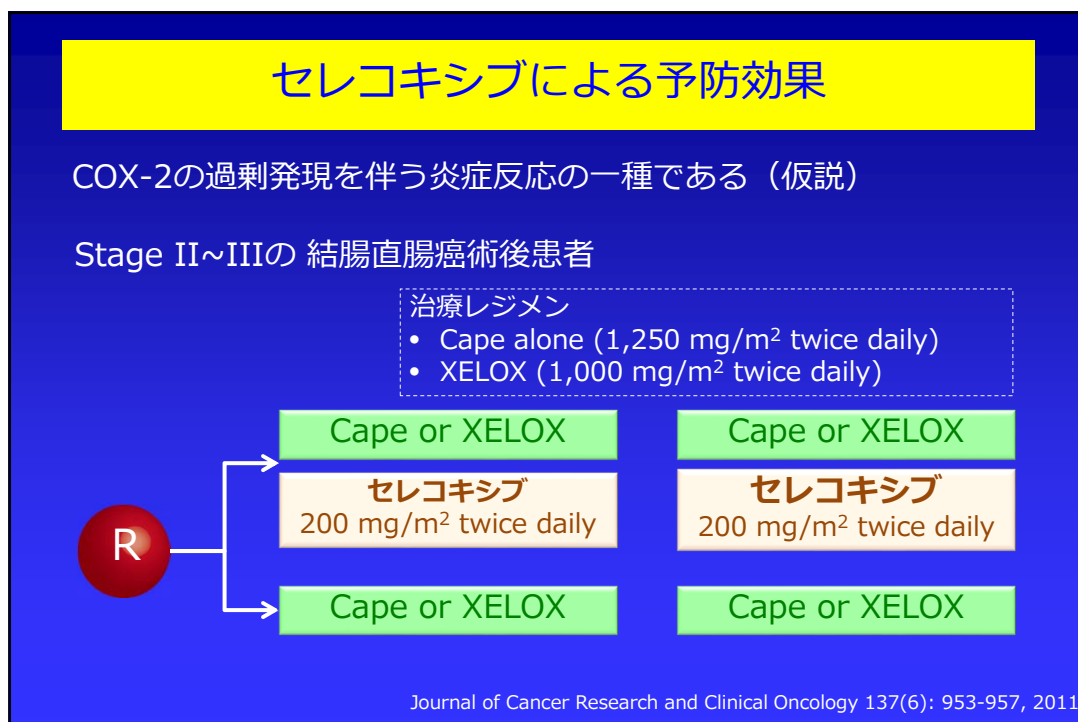 セレコキシブによる予防効果
COX-2の過剰発現を伴う炎症反応の一種である（仮説）
Stage II~IIIの 結腸直腸癌術後患者
治療レジメン
• Cape alone (1,250 mg/m² twice daily)
• XELOX (1,000 mg/m² twice daily)
Cape or XELOX
Cape or XELOX
セレコキシブ
200 mg/m² twice daily
セレコキシブ
200 mg/m² twice daily
R
Cape or XELOX
Cape or XELOX
Journal of Cancer Research and Clinical Oncology 137(6): 953-957, 2011